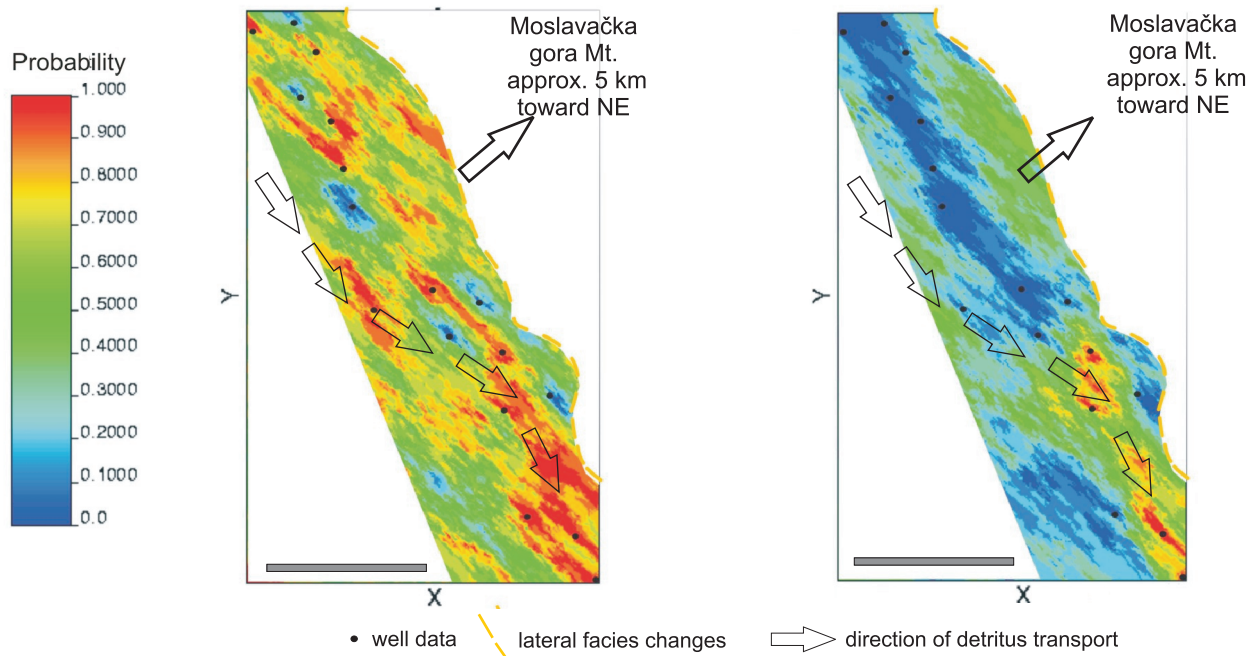 Probability
1.000
0.900
0.8000
0.7000
0.6000
0.5000
0.4000
0.3000
0.2000
0.1000
0.0
Moslavačka
gora Mt.
approx. 5 km
toward NE
Y
X
Moslavačka
gora Mt.
approx. 5 km
toward NE
Y
X
well data
lateral facies changes
direction of detritus transport